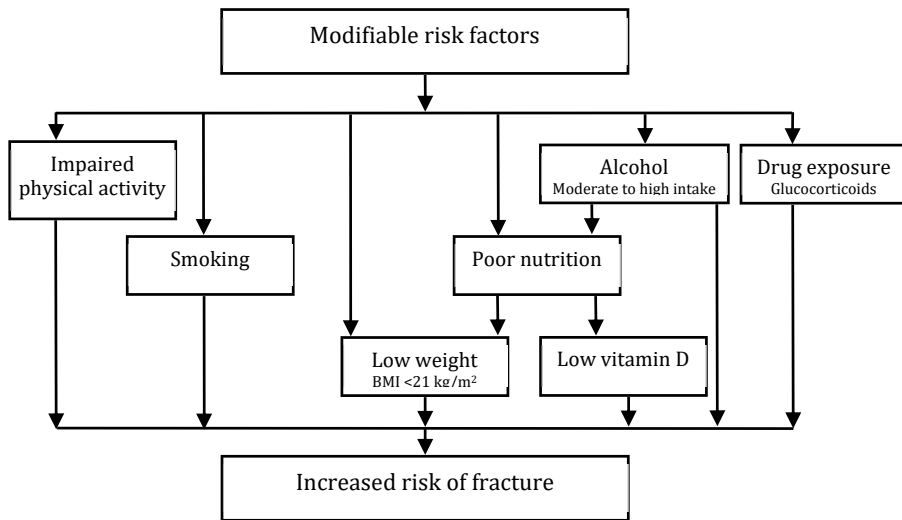 Modifiable risk factors
Impaired
physical activity
Alcohol
Moderate to high intake
Drug exposure
Glucocorticoids
Smoking
Poor nutrition
Low weight
BMI <21 kg/m²
Low vitamin D
Increased risk of fracture